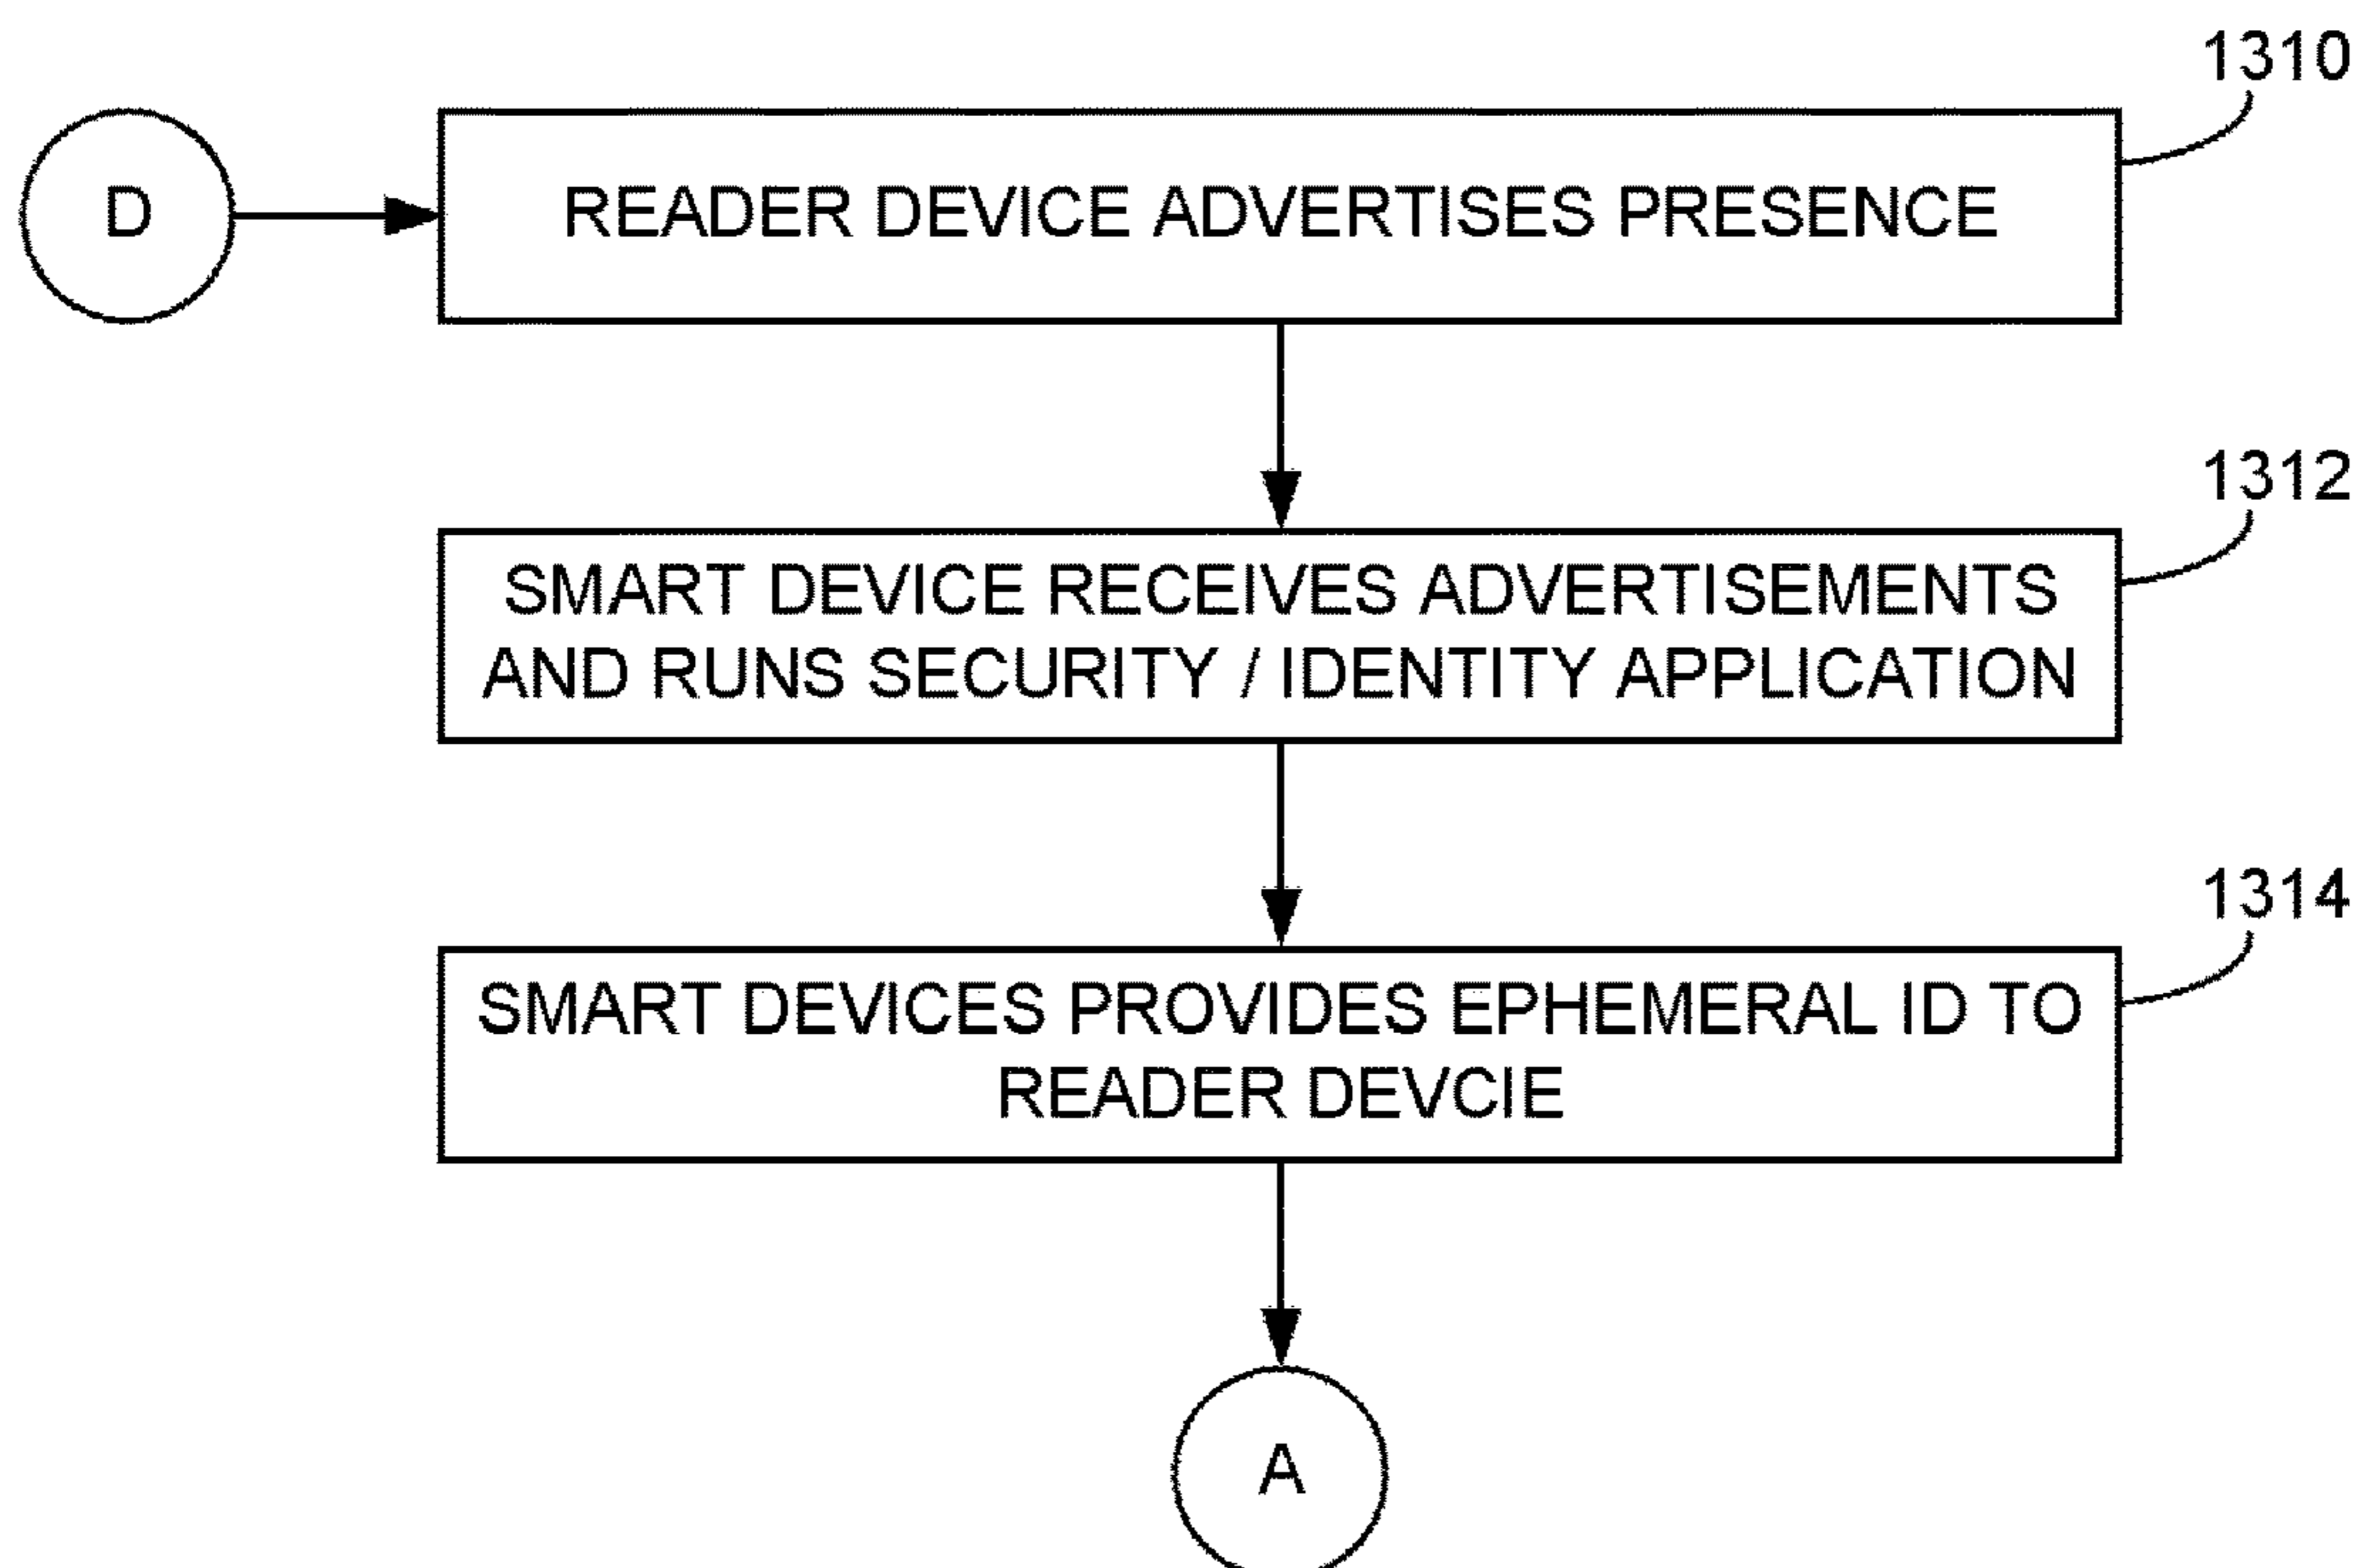 1310
D
READER DEVICE ADVERTISES PRESENCE
1312
SMART DEVICE RECEIVES ADVERTISEMENTS
AND RUNS SECURITY / IDENTITY APPLICATION
1314
SMART DEVICES PROVIDES EPHEMERAL ID TO
READER DEVCIE
A